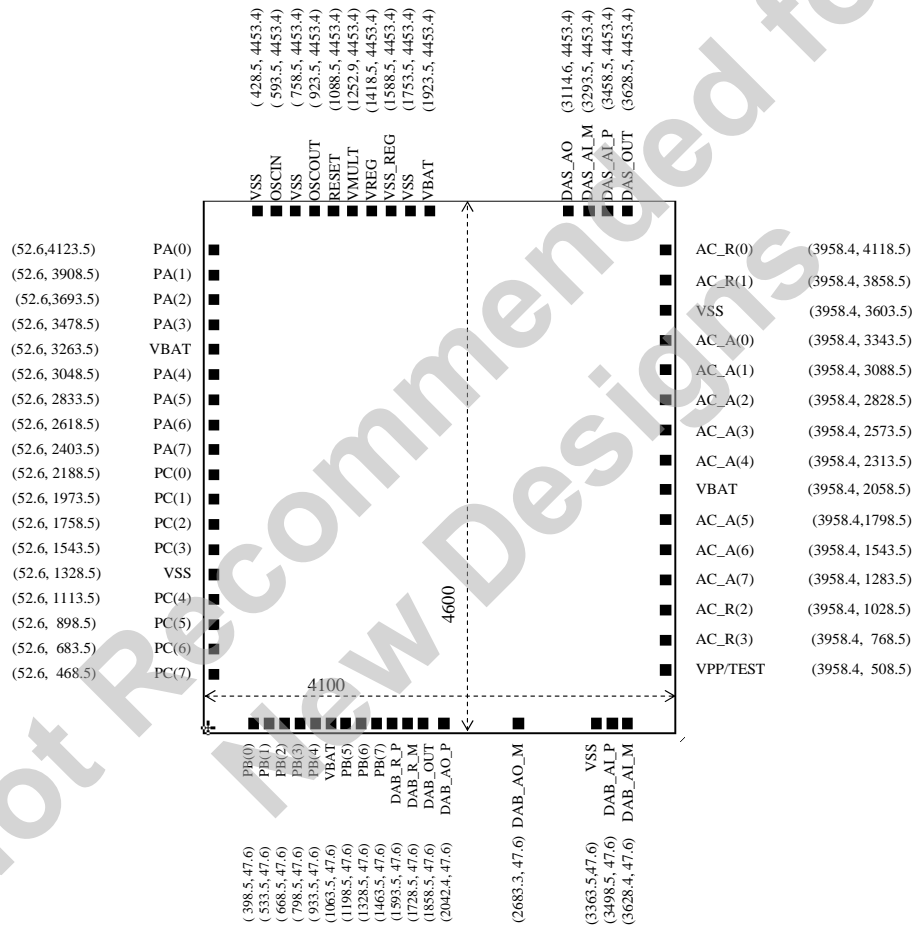 ( 428.5, 4453.4)
( 593.5, 4453.4)
( 758.5, 4453.4)
( 923.5, 4453.4)
(1088.5, 4453.4)
(1252.9, 4453.4)
(1418.5, 4453.4)
(1588.5, 4453.4)
(1753.5, 4453.4)
(1923.5, 4453.4)
(3114.6, 4453.4)
(3293.5, 4453.4)
(3458.5, 4453.4)
(3628.5, 4453.4)
VSS
OSCIN
VSS
OSCOUT
RESET
VMULT
VREG
VSS_REG
VSS
VBAT
DAS_AO
DAS_AI_M
DAS_AI_P
DAS_OUT
(52.6,4123.5) PA(0)
(52.6, 3908.5) PA(1)
(52.6,3693.5) PA(2)
(52.6, 3478.5) PA(3)
(52.6, 3263.5) VBAT
(52.6, 3048.5) PA(4)
(52.6, 2833.5) PA(5)
(52.6, 2618.5) PA(6)
(52.6, 2403.5) PA(7)
(52.6, 2188.5) PC(0)
(52.6, 1973.5) PC(1)
(52.6, 1758.5) PC(2)
(52.6, 1543.5) PC(3)
(52.6, 1328.5) VSS
(52.6, 1113.5) PC(4)
(52.6, 898.5) PC(5)
(52.6, 683.5) PC(6)
(52.6, 468.5) PC(7)
AC_R(0) (3958.4, 4118.5)
AC_R(1) (3958.4, 3858.5)
VSS (3958.4, 3603.5)
AC_A(0) (3958.4, 3343.5)
AC_A(1) (3958.4, 3088.5)
AC_A(2) (3958.4, 2828.5)
AC_A(3) (3958.4, 2573.5)
AC_A(4) (3958.4, 2313.5)
VBAT (3958.4, 2058.5)
AC_A(5) (3958.4,1798.5)
AC_A(6) (3958.4, 1543.5)
AC_A(7) (3958.4, 1283.5)
AC_R(2) (3958.4, 1028.5)
AC_R(3) (3958.4, 768.5)
VPP/TEST (3958.4, 508.5)
4600
4100
PB(0)
PB(1)
PB(2)
PB(3)
PB(4)
VBAT
PB(5)
PB(6)
PB(7)
DAB_R_P
DAB_R_M
DAB_OUT
DAB_AO_P
DAB_AO_M
VSS
DAB_AI_P
DAB_AI_M
( 398.5, 47.6)
( 533.5, 47.6)
( 668.5, 47.6)
( 798.5, 47.6)
( 933.5, 47.6)
(1063.5, 47.6)
(1198.5, 47.6)
(1328.5, 47.6)
(1463.5, 47.6)
(1593.5, 47.6)
(1728.5, 47.6)
(1858.5, 47.6)
(2042.4, 47.6)
(2683.3, 47.6)
(3363.5,47.6)
(3498.5, 47.6)
(3628.4, 47.6)
Not Recommended for
New Designs